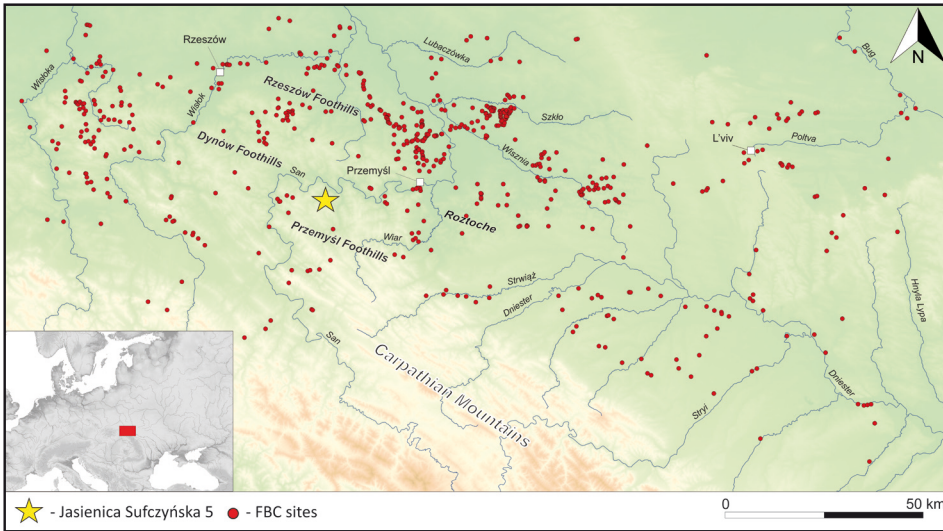 Rzeszów
Lubaczówka
Bug
N
Wisłoka
Wisłok
Rzeszów Foothills
Szkło
L'viv
Poltva
Dynów Foothills
Wisznia
San
Przemyśl
Roztoche
Wiar
Przemyśl Foothills
Strwiąż
Dniester
Hnyla Lypa
San
Carpathian Mountains
Stryi
Dniester
- Jasienica Sufczyńska 5
- FBC sites
0 50 km